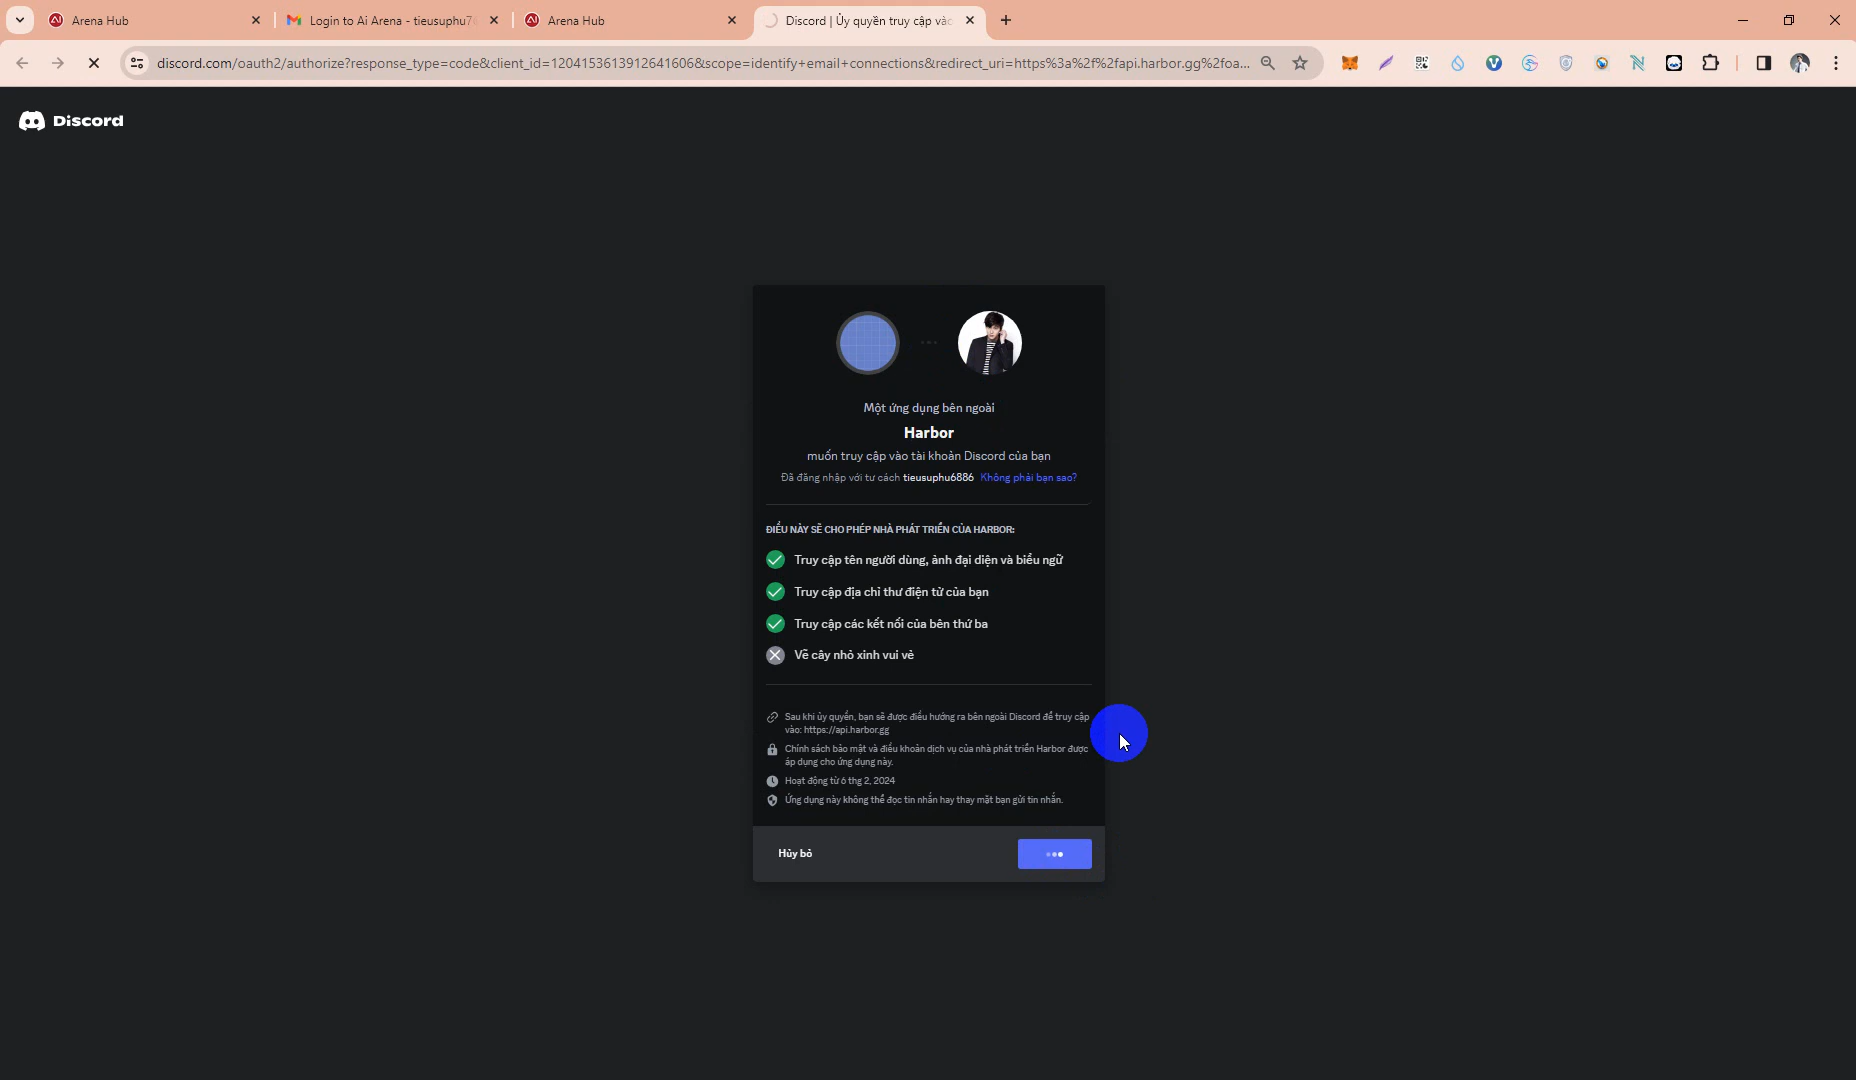 Arena Hub
Login to Ai Arena - tieusuphu7
Arena Hub
Discord | Ủy quyền truy cập vào
discord.com/oauth2/authorize?response_type=code&client_id=1204153613912641606&scope=identify+email+connections&redirect_uri=https%3a%2f%2fapi.harbor.gg%2foa...
Discord
Một ứng dụng bên ngoài
Harbor
muốn truy cập vào tài khoản Discord của bạn
Đã đăng nhập với tư cách tieusuphu6886 Không phải bạn sao?
ĐIỀU NÀY SẼ CHO PHÉP NHÀ PHÁT TRIỂN CỦA HARBOR:
Truy cập tên người dùng, ảnh đại diện và biểu ngữ
Truy cập địa chỉ thư điện tử của bạn
Truy cập các kết nối của bên thứ ba
Vẽ cây nhỏ xinh vui vẻ
Sau khi ủy quyền, bạn sẽ được điều hướng ra bên ngoài Discord để truy cập
vào: https://api.harbor.gg
Chính sách bảo mật và điều khoản dịch vụ của nhà phát triển Harbor được
áp dụng cho ứng dụng này.
Hoạt động từ 6 thg 2, 2024
Ứng dụng này không thể đọc tin nhắn hay thay mặt bạn gửi tin nhắn.
Hủy bỏ